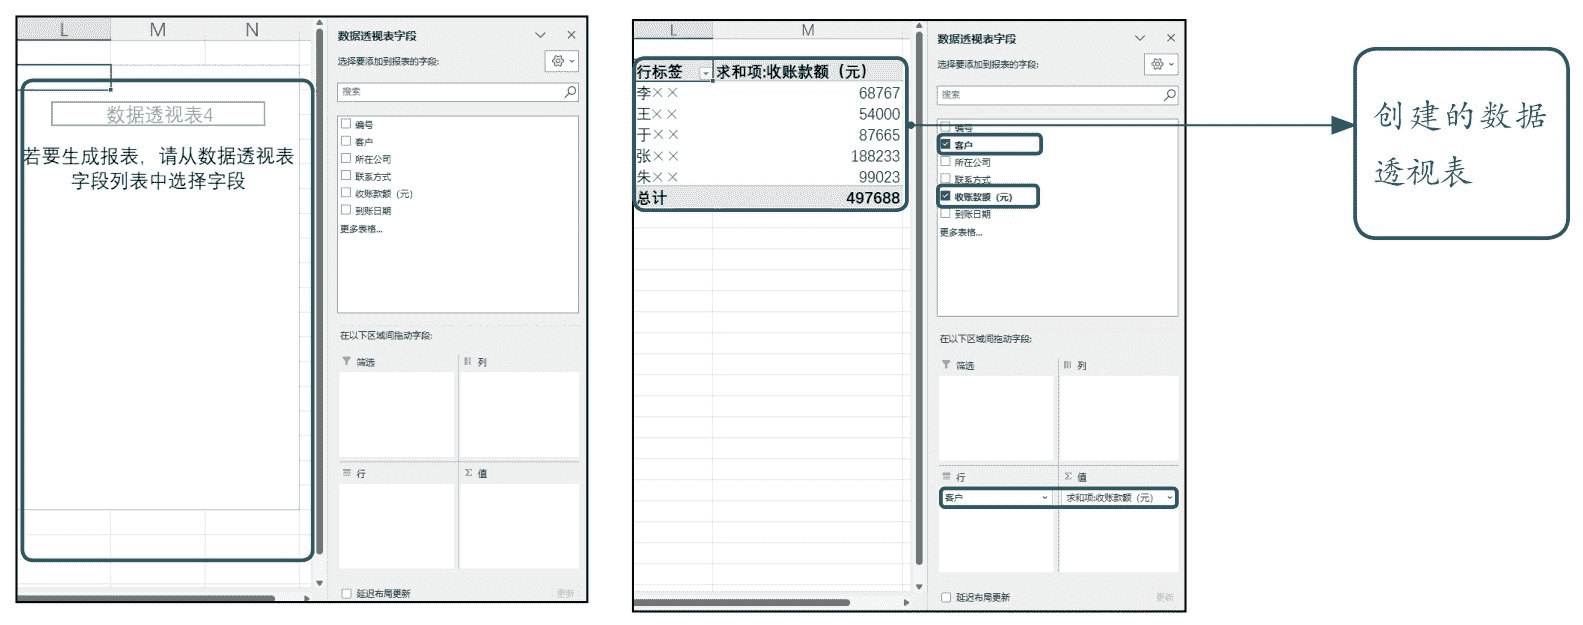 L M N
数据透视表4
若要生成报表，请从数据透视表
字段列表中选择字段
数据透视表字段
选择要添加到报表的字段:
搜索
编号
客户
所在公司
联系方式
收账款额（元）
到账日期
更多表格...
在以下区域间拖动字段:
筛选 列
行 Σ 值
延迟布局更新 更新
L M
行标签 求和项:收账款额（元）
李×× 68767
王×× 54000
于×× 87665
张×× 188233
朱×× 99023
总计 497688
数据透视表字段
选择要添加到报表的字段:
搜索
编号
客户
所在公司
联系方式
收账款额（元）
到账日期
更多表格...
在以下区域间拖动字段:
筛选 列
行 Σ 值
客户 求和项:收账款额（元）
延迟布局更新 更新
创建的数据
透视表